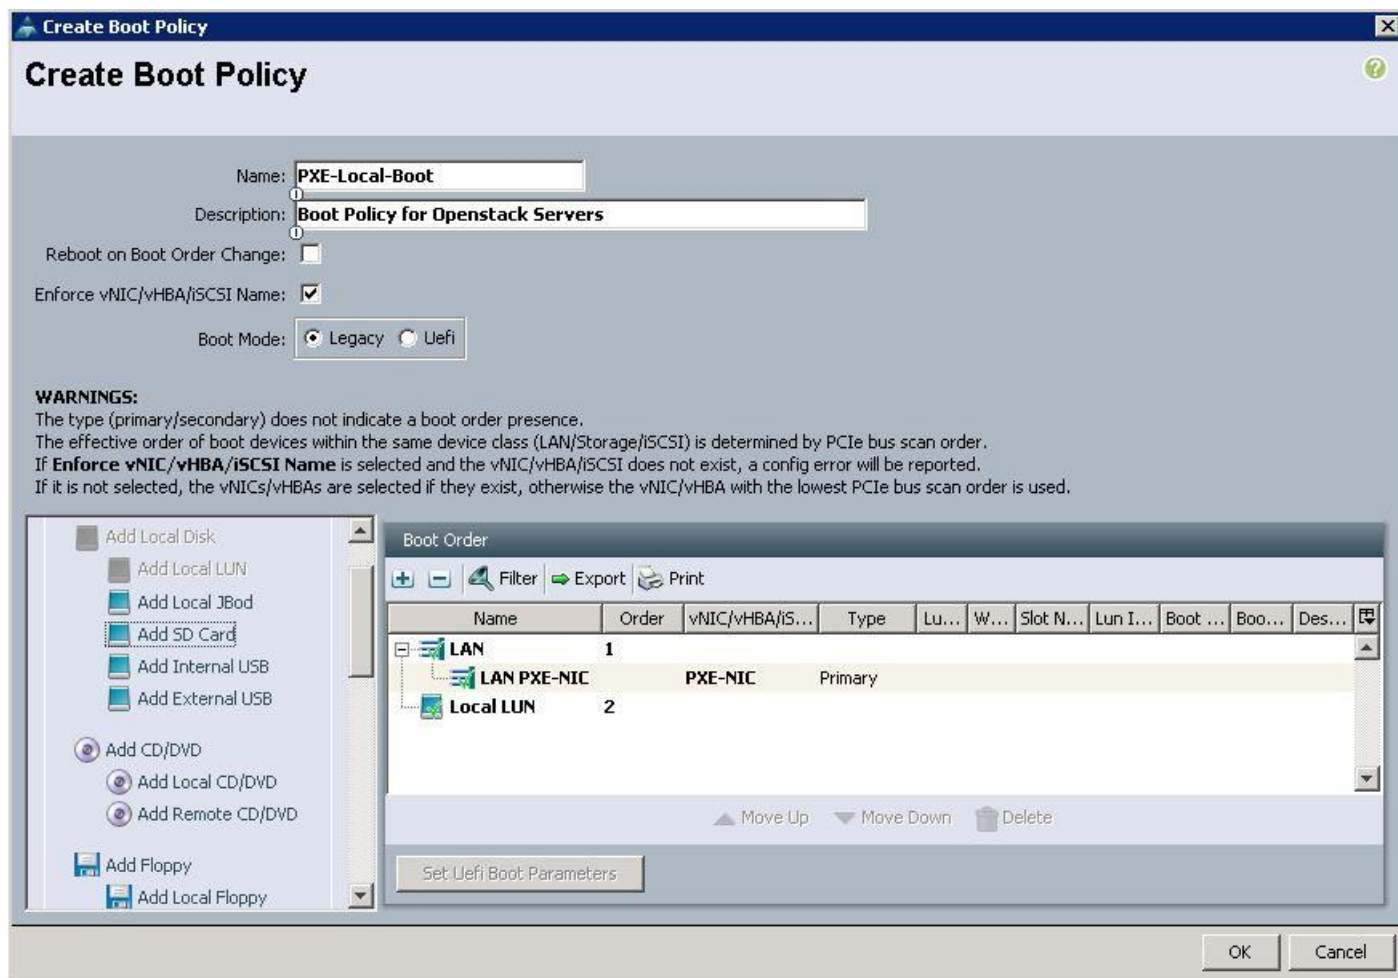 Create Boot Policy
Create Boot Policy
Name: PXE-Local-Boot
Description: Boot Policy for Openstack Servers
Reboot on Boot Order Change:
Enforce vNIC/vHBA/iSCSI Name:
Boot Mode: Legacy Uefi
WARNINGS:
The type (primary/secondary) does not indicate a boot order presence.
The effective order of boot devices within the same device class (LAN/Storage/iSCSI) is determined by PCIe bus scan order.
If Enforce vNIC/vHBA/iSCSI Name is selected and the vNIC/vHBA/iSCSI does not exist, a config error will be reported.
If it is not selected, the vNICs/vHBAs are selected if they exist, otherwise the vNIC/vHBA with the lowest PCIe bus scan order is used.
Add Local Disk
Add Local LUN
Add Local JBod
Add SD Card
Add Internal USB
Add External USB
Add CD/DVD
Add Local CD/DVD
Add Remote CD/DVD
Add Floppy
Add Local Floppy
Boot Order
Filter Export Print
Name Order vNIC/vHBA/iS... Type Lu... W... Slot N... Lun I... Boot ... Boo... Des...
LAN 1
LAN PXE-NIC PXE-NIC Primary
Local LUN 2
Move Up Move Down Delete
Set Uefi Boot Parameters
OK Cancel